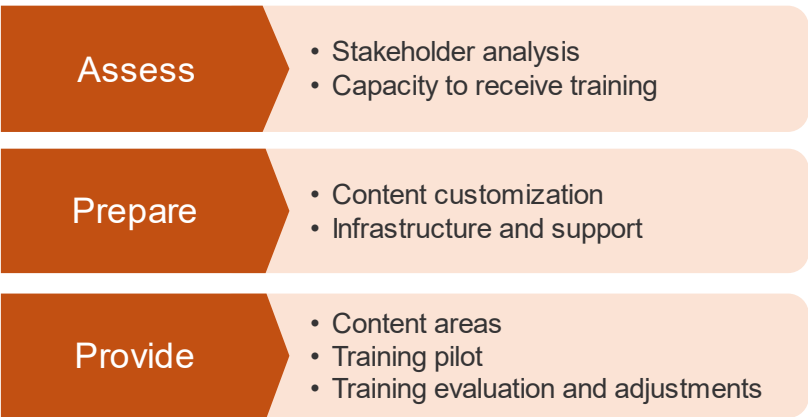 Assess
• Stakeholder analysis
• Capacity to receive training
Prepare
• Content customization
• Infrastructure and support
Provide
• Content areas
• Training pilot
• Training evaluation and adjustments